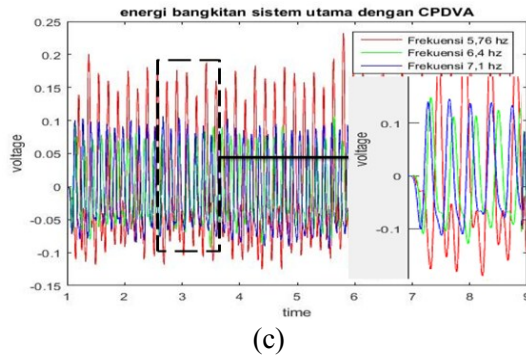 energi bangkitan sistem utama dengan CPDVA
Frekuensi 5,76 hz
Frekuensi 6,4 hz
Frekuensi 7,1 hz
voltage
0.25
0.2
0.15
0.1
0.05
0
-0.05
-0.1
-0.15
voltage
0.1
0
-0.1
1 2 3 4 5 6 7 8 9
time
(c)